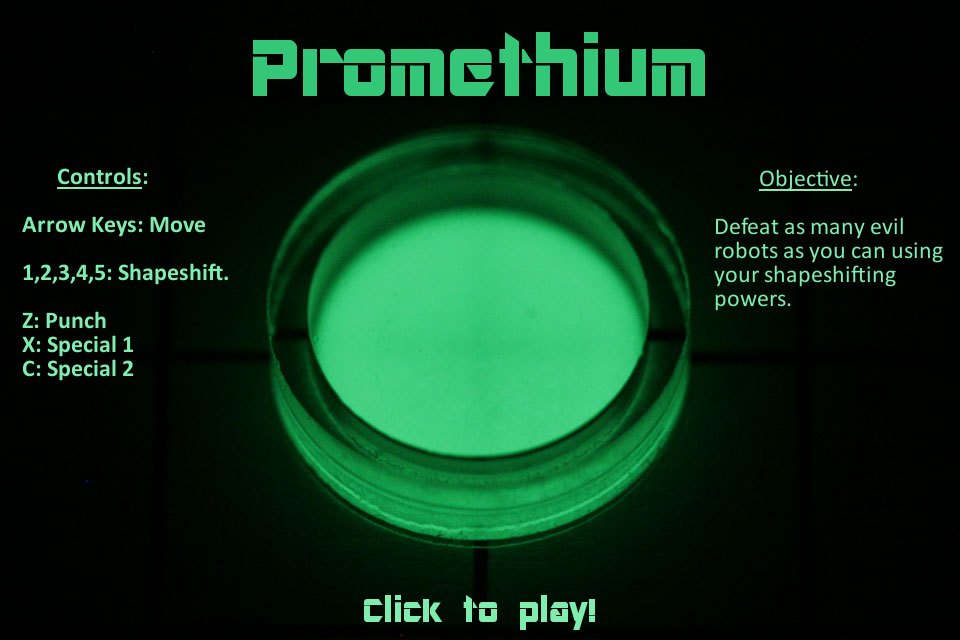 Promethium
Controls:
Arrow Keys: Move
1,2,3,4,5: Shapeshift.
Z: Punch
X: Special 1
C: Special 2
Objective:
Defeat as many evil
robots as you can using
your shapeshifting
powers.
Click to play!